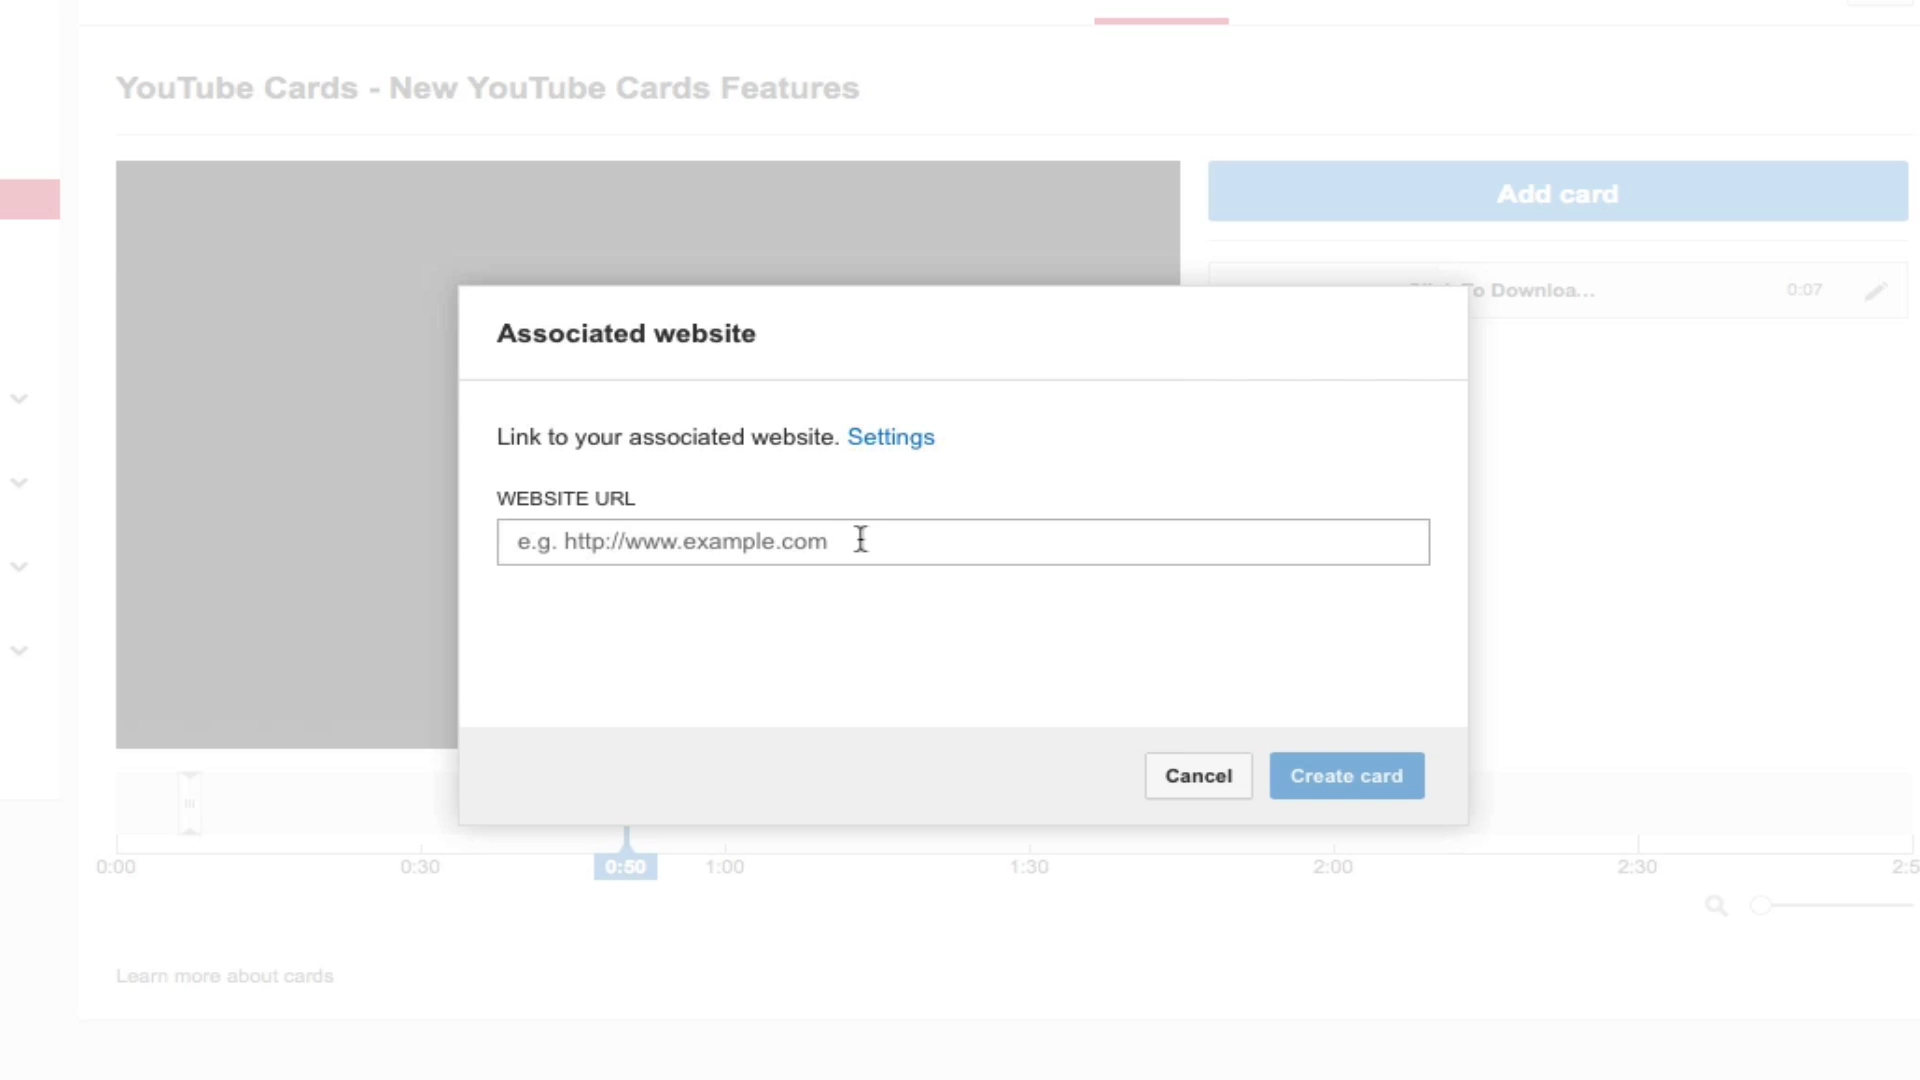 YouTube Cards - New YouTube Cards Features
Add card
To Downloa...
0:07
Associated website
Link to your associated website. Settings
WEBSITE URL
e.g. http://www.example.com
Cancel
Create card
0:00
0:30
0:50
1:00
1:30
2:00
2:30
Learn more about cards